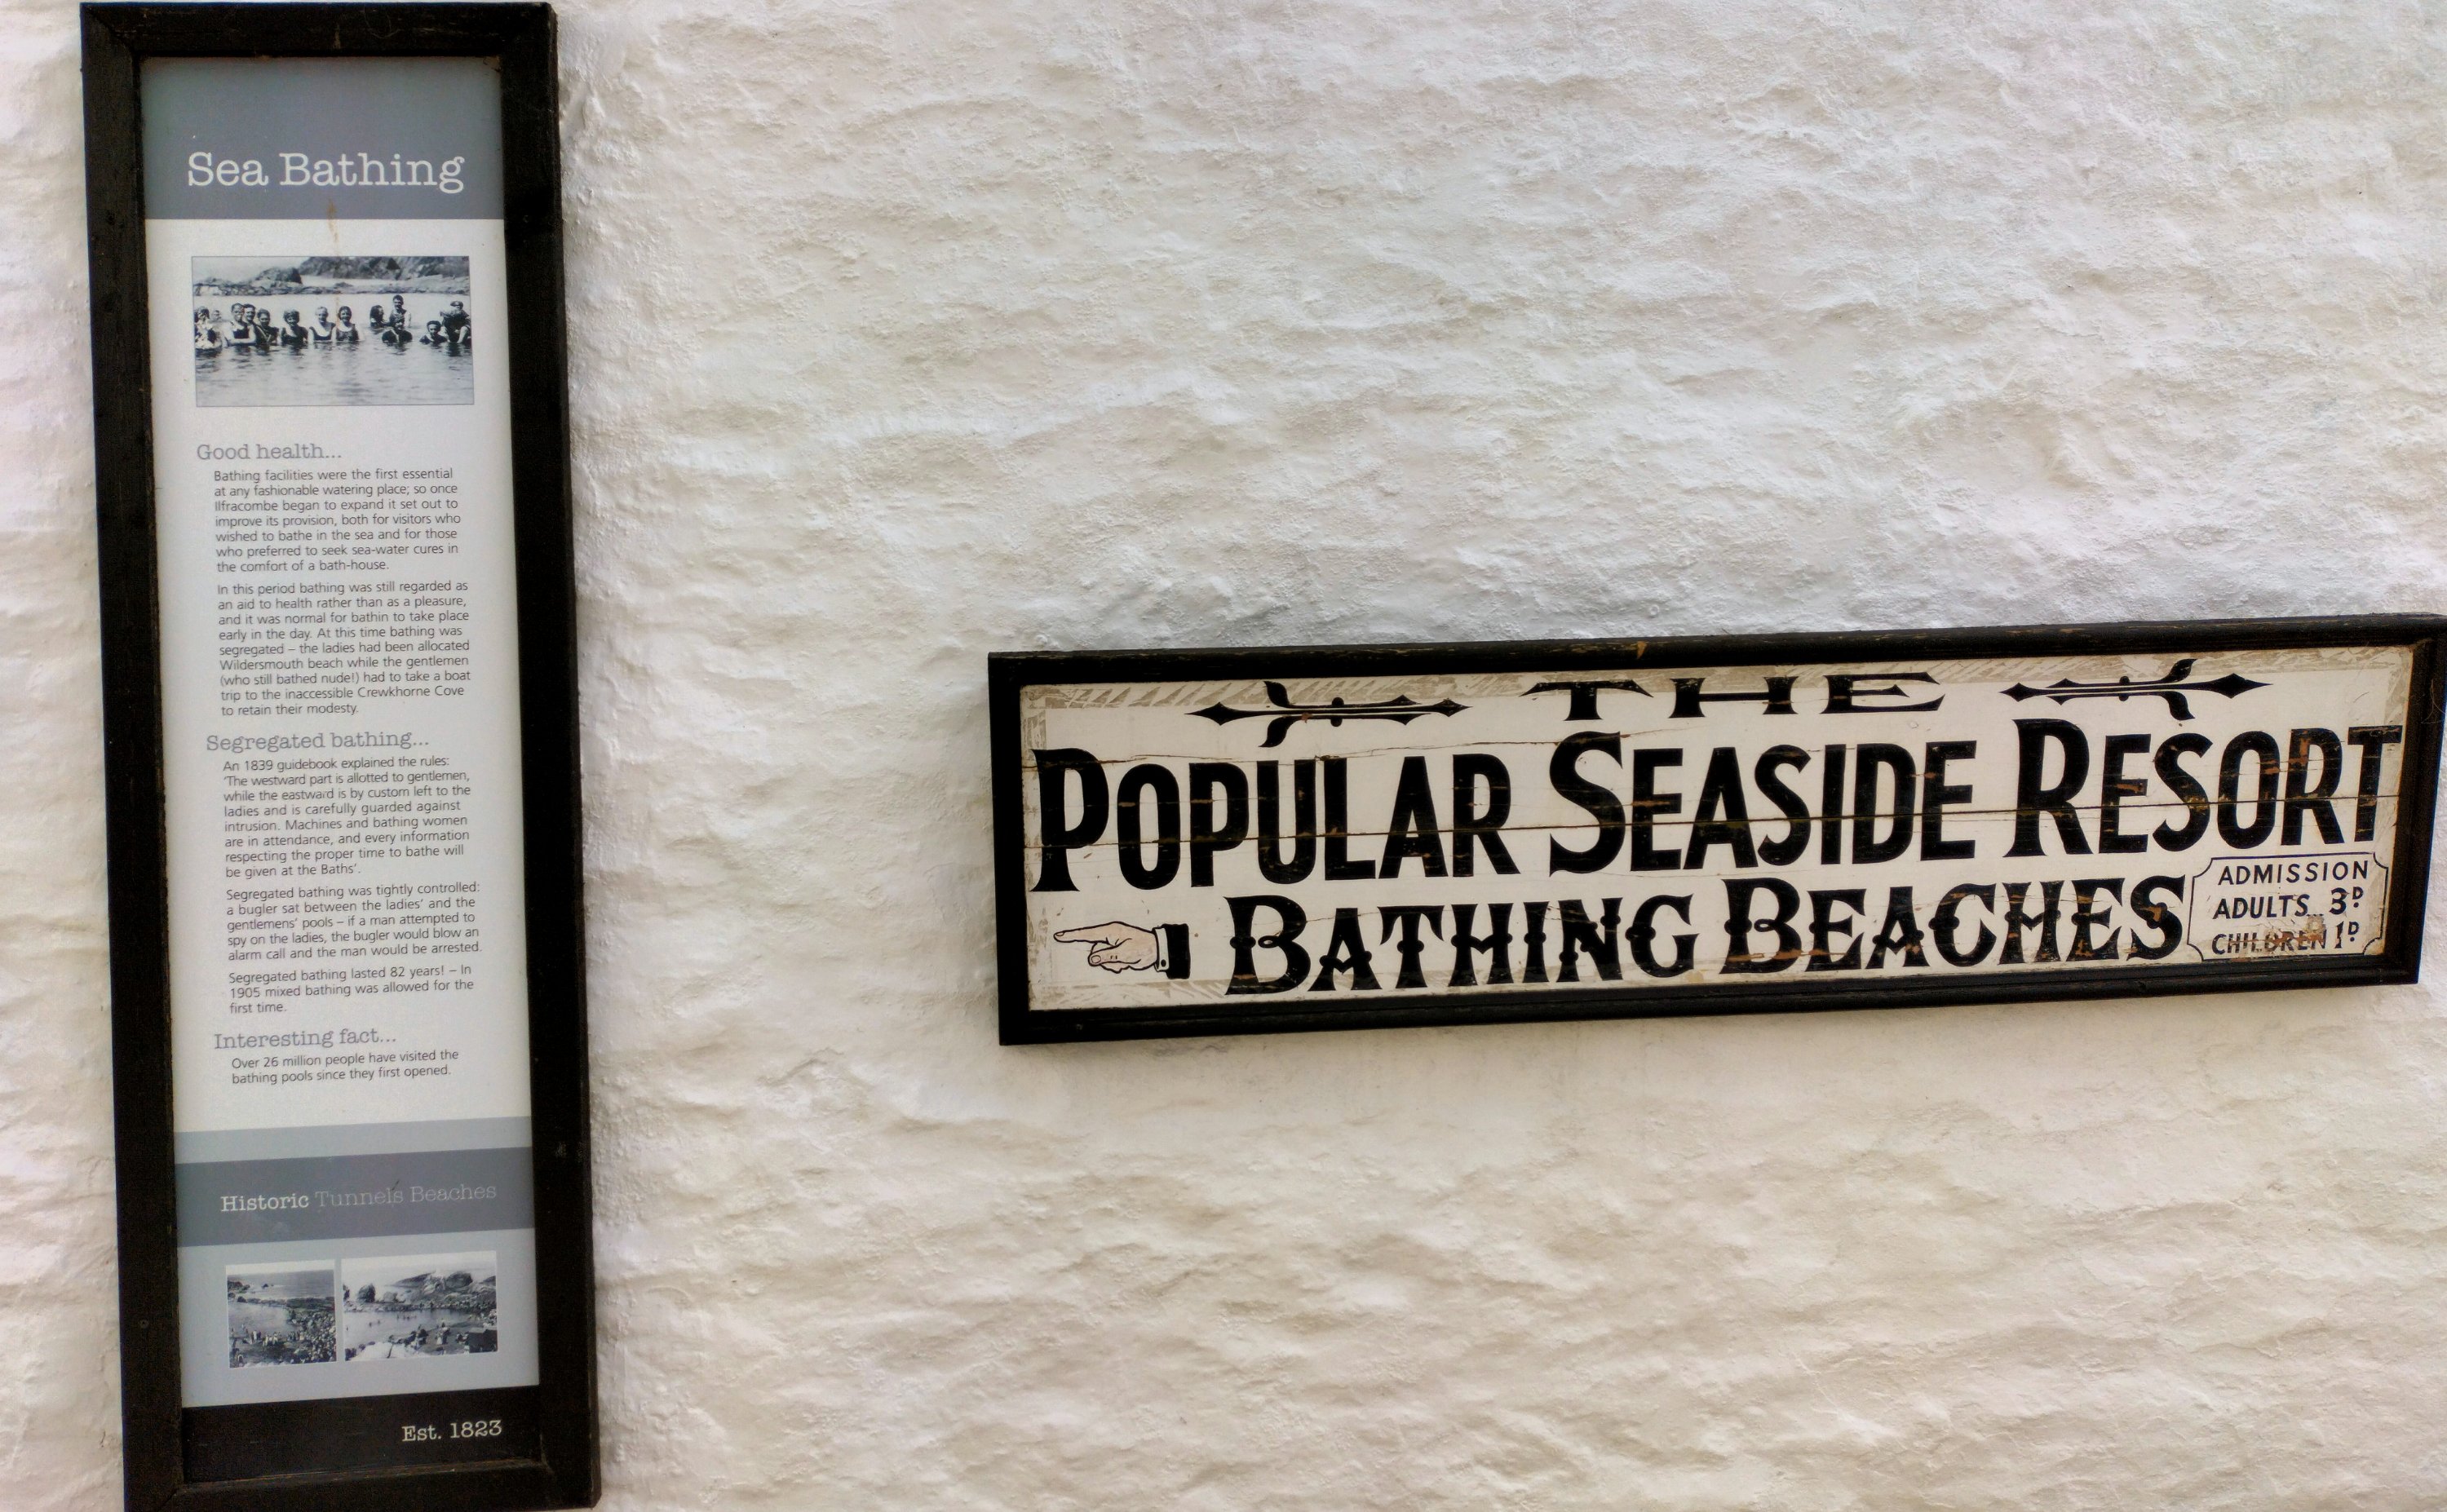 Sea Bathing
Good health...
Bathing facilities were the first essential
at any fashionable watering place; so once
Ilfracombe began to expand it set out to
improve its provision, both for visitors who
wished to bathe in the sea and for those
who preferred to seek sea-water cures in
the comfort of a bath-house.
In this period bathing was still regarded as
an aid to health rather than as a pleasure,
and it was normal for bathin to take place
early in the day. At this time bathing was
segregated – the ladies had been allocated
Wildersmouth beach while the gentlemen
(who still bathed nude!) had to take a boat
trip to the inaccessible Crewkhorne Cove
to retain their modesty.
Segregated bathing...
An 1839 guidebook explained the rules:
'The westward part is allotted to gentlemen,
while the eastward is by custom left to the
ladies and is carefully guarded against
intrusion. Machines and bathing women
are in attendance, and every information
respecting the proper time to bathe will
be given at the Baths'.
Segregated bathing was tightly controlled:
a bugler sat between the ladies' and the
gentlemens' pools – if a man attempted to
spy on the ladies, the bugler would blow an
alarm call and the man would be arrested.
Segregated bathing lasted 82 years! – In
1905 mixed bathing was allowed for the
first time.
Interesting fact...
Over 26 million people have visited the
bathing pools since they first opened.
Historic Tunnels Beaches
Est. 1823
THE
POPULAR SEASIDE RESORT
BATHING BEACHES
ADMISSION
ADULTS... 3D
CHILDREN 1D